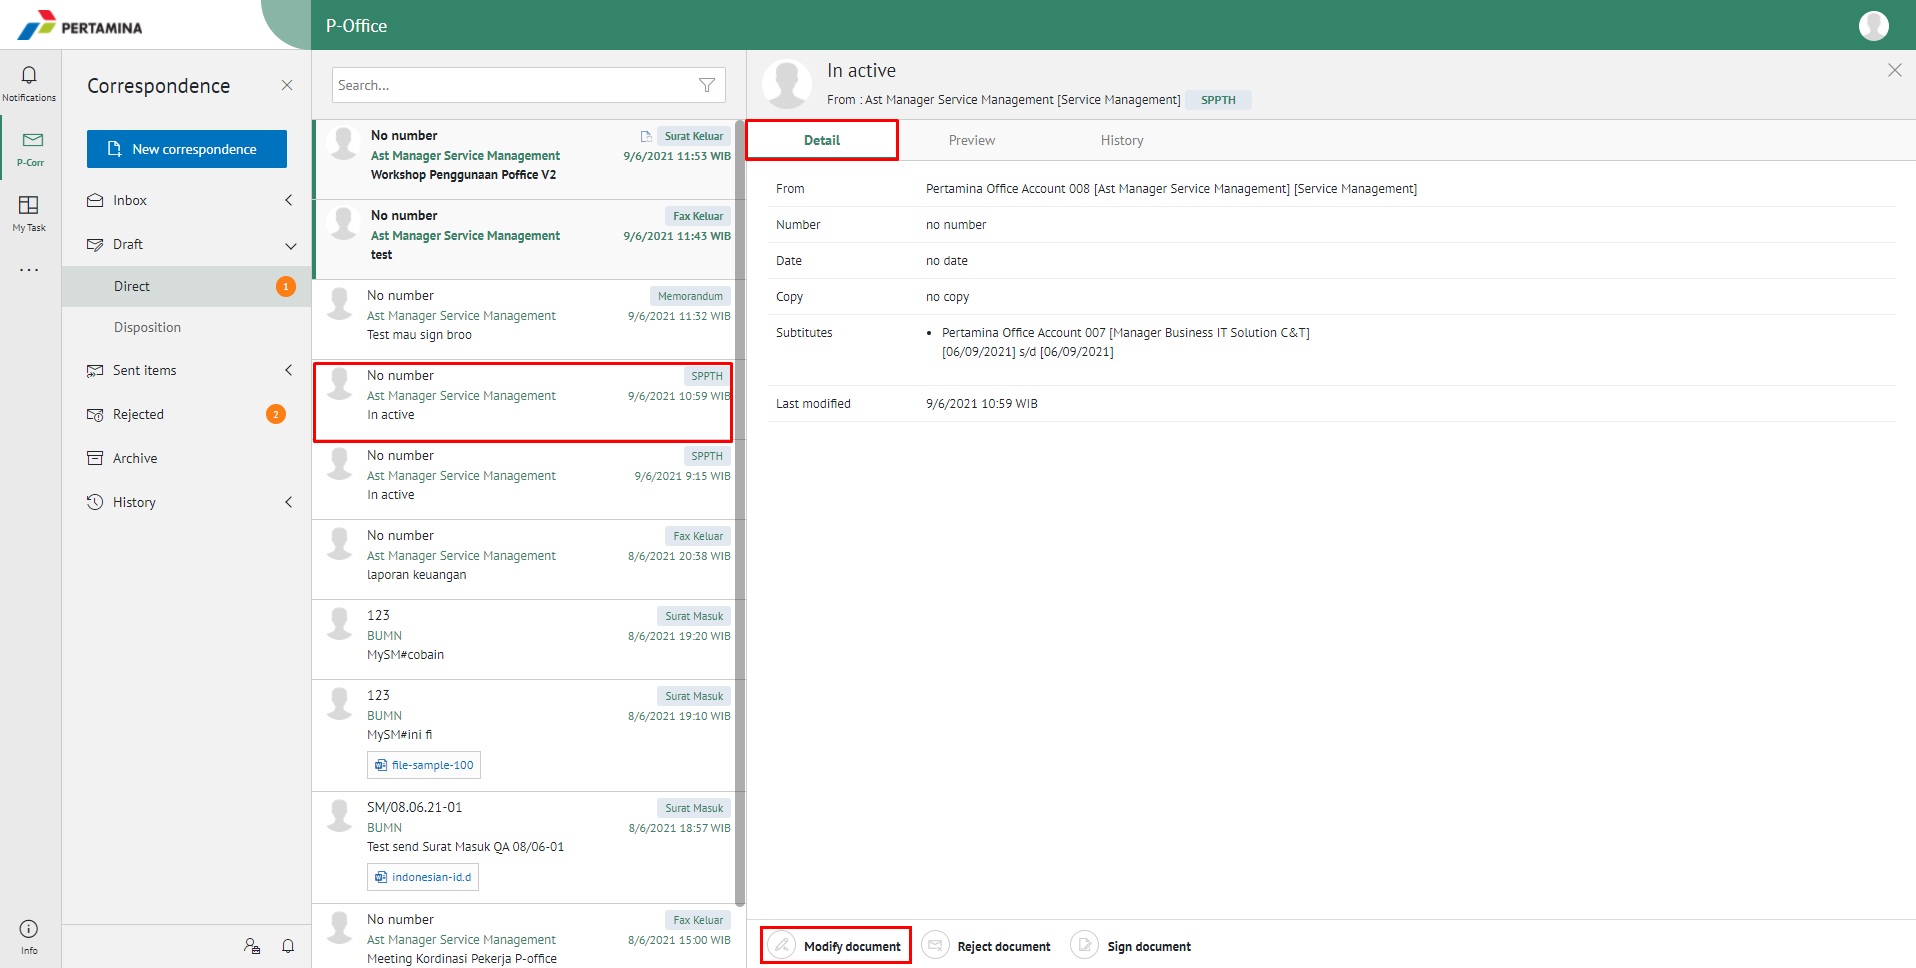 PERTAMINA
P-Office
Notifications
P-Corr
My Task
Info
Correspondence
New correspondence
Inbox
Draft
Direct 1
Disposition
Sent items
Rejected 2
Archive
History
Search...
No number Surat Keluar
Ast Manager Service Management 9/6/2021 11:53 WIB
Workshop Penggunaan Poffice V2
No number Fax Keluar
Ast Manager Service Management 9/6/2021 11:43 WIB
test
No number Memorandum
Ast Manager Service Management 9/6/2021 11:32 WIB
Test mau sign broo
No number SPPTH
Ast Manager Service Management 9/6/2021 10:59 WIB
In active
No number SPPTH
Ast Manager Service Management 9/6/2021 9:15 WIB
In active
No number Fax Keluar
Ast Manager Service Management 8/6/2021 20:38 WIB
laporan keuangan
123 Surat Masuk
BUMN 8/6/2021 19:20 WIB
MySM#cobain
123 Surat Masuk
BUMN 8/6/2021 19:10 WIB
MySM#ini fi
file-sample-100
SM/08.06.21-01 Surat Masuk
BUMN 8/6/2021 18:57 WIB
Test send Surat Masuk QA 08/06-01
indonesian-id.d
No number Fax Keluar
Ast Manager Service Management 8/6/2021 15:00 WIB
Meeting Kordinasi Pekerja P-office
In active
From : Ast Manager Service Management [Service Management] SPPTH
Detail Preview History
From Pertamina Office Account 008 [Ast Manager Service Management] [Service Management]
Number no number
Date no date
Copy no copy
Subtitutes • Pertamina Office Account 007 [Manager Business IT Solution C&T]
[06/09/2021] s/d [06/09/2021]
Last modified 9/6/2021 10:59 WIB
Modify document Reject document Sign document